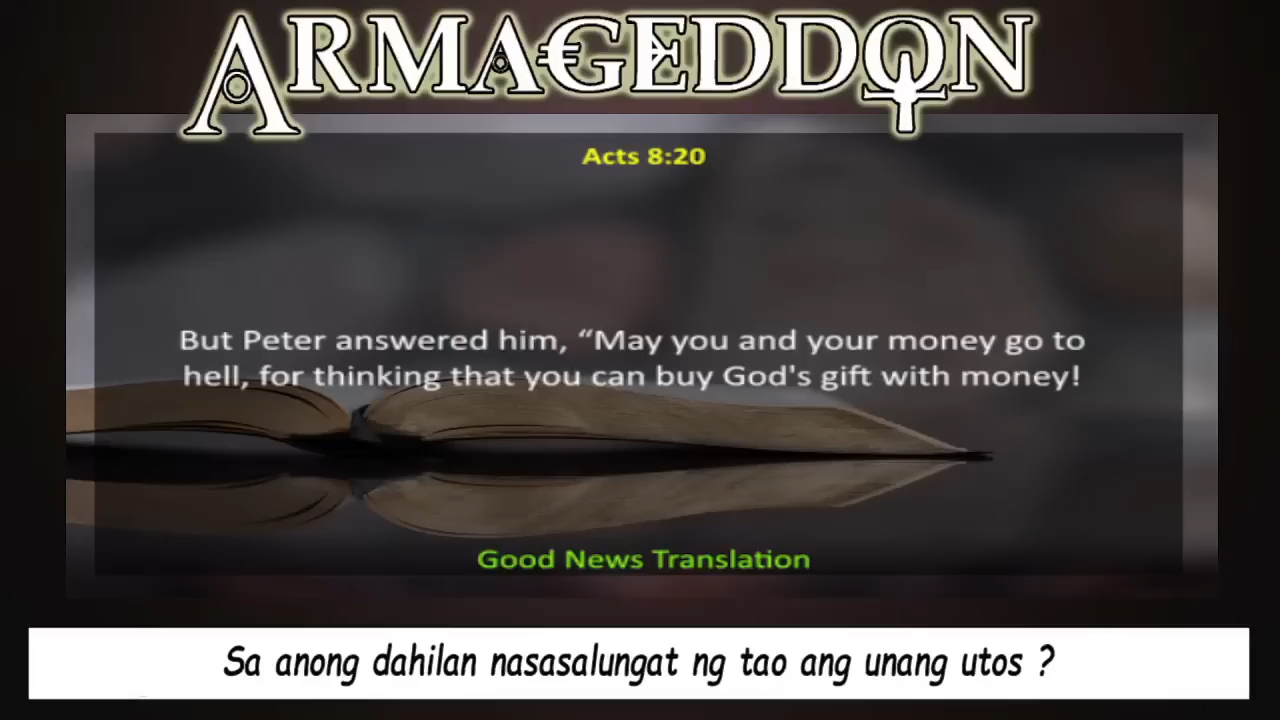 ARMAGEDDON
Acts 8:20
But Peter answered him, “May you and your money go to
hell, for thinking that you can buy God's gift with money!
Good News Translation
Sa anong dahilan nasasalungat ng tao ang unang utos ?